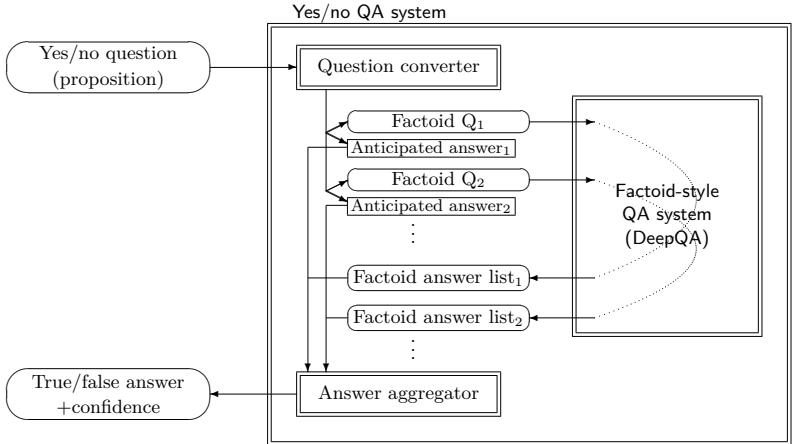 Yes/no QA system
Yes/no question
(proposition)
Question converter
Factoid Q₁
Anticipated answer₁
Factoid Q₂
Anticipated answer₂
⋮
Factoid-style
QA system
(DeepQA)
Factoid answer list₁
Factoid answer list₂
⋮
True/false answer
+confidence
Answer aggregator